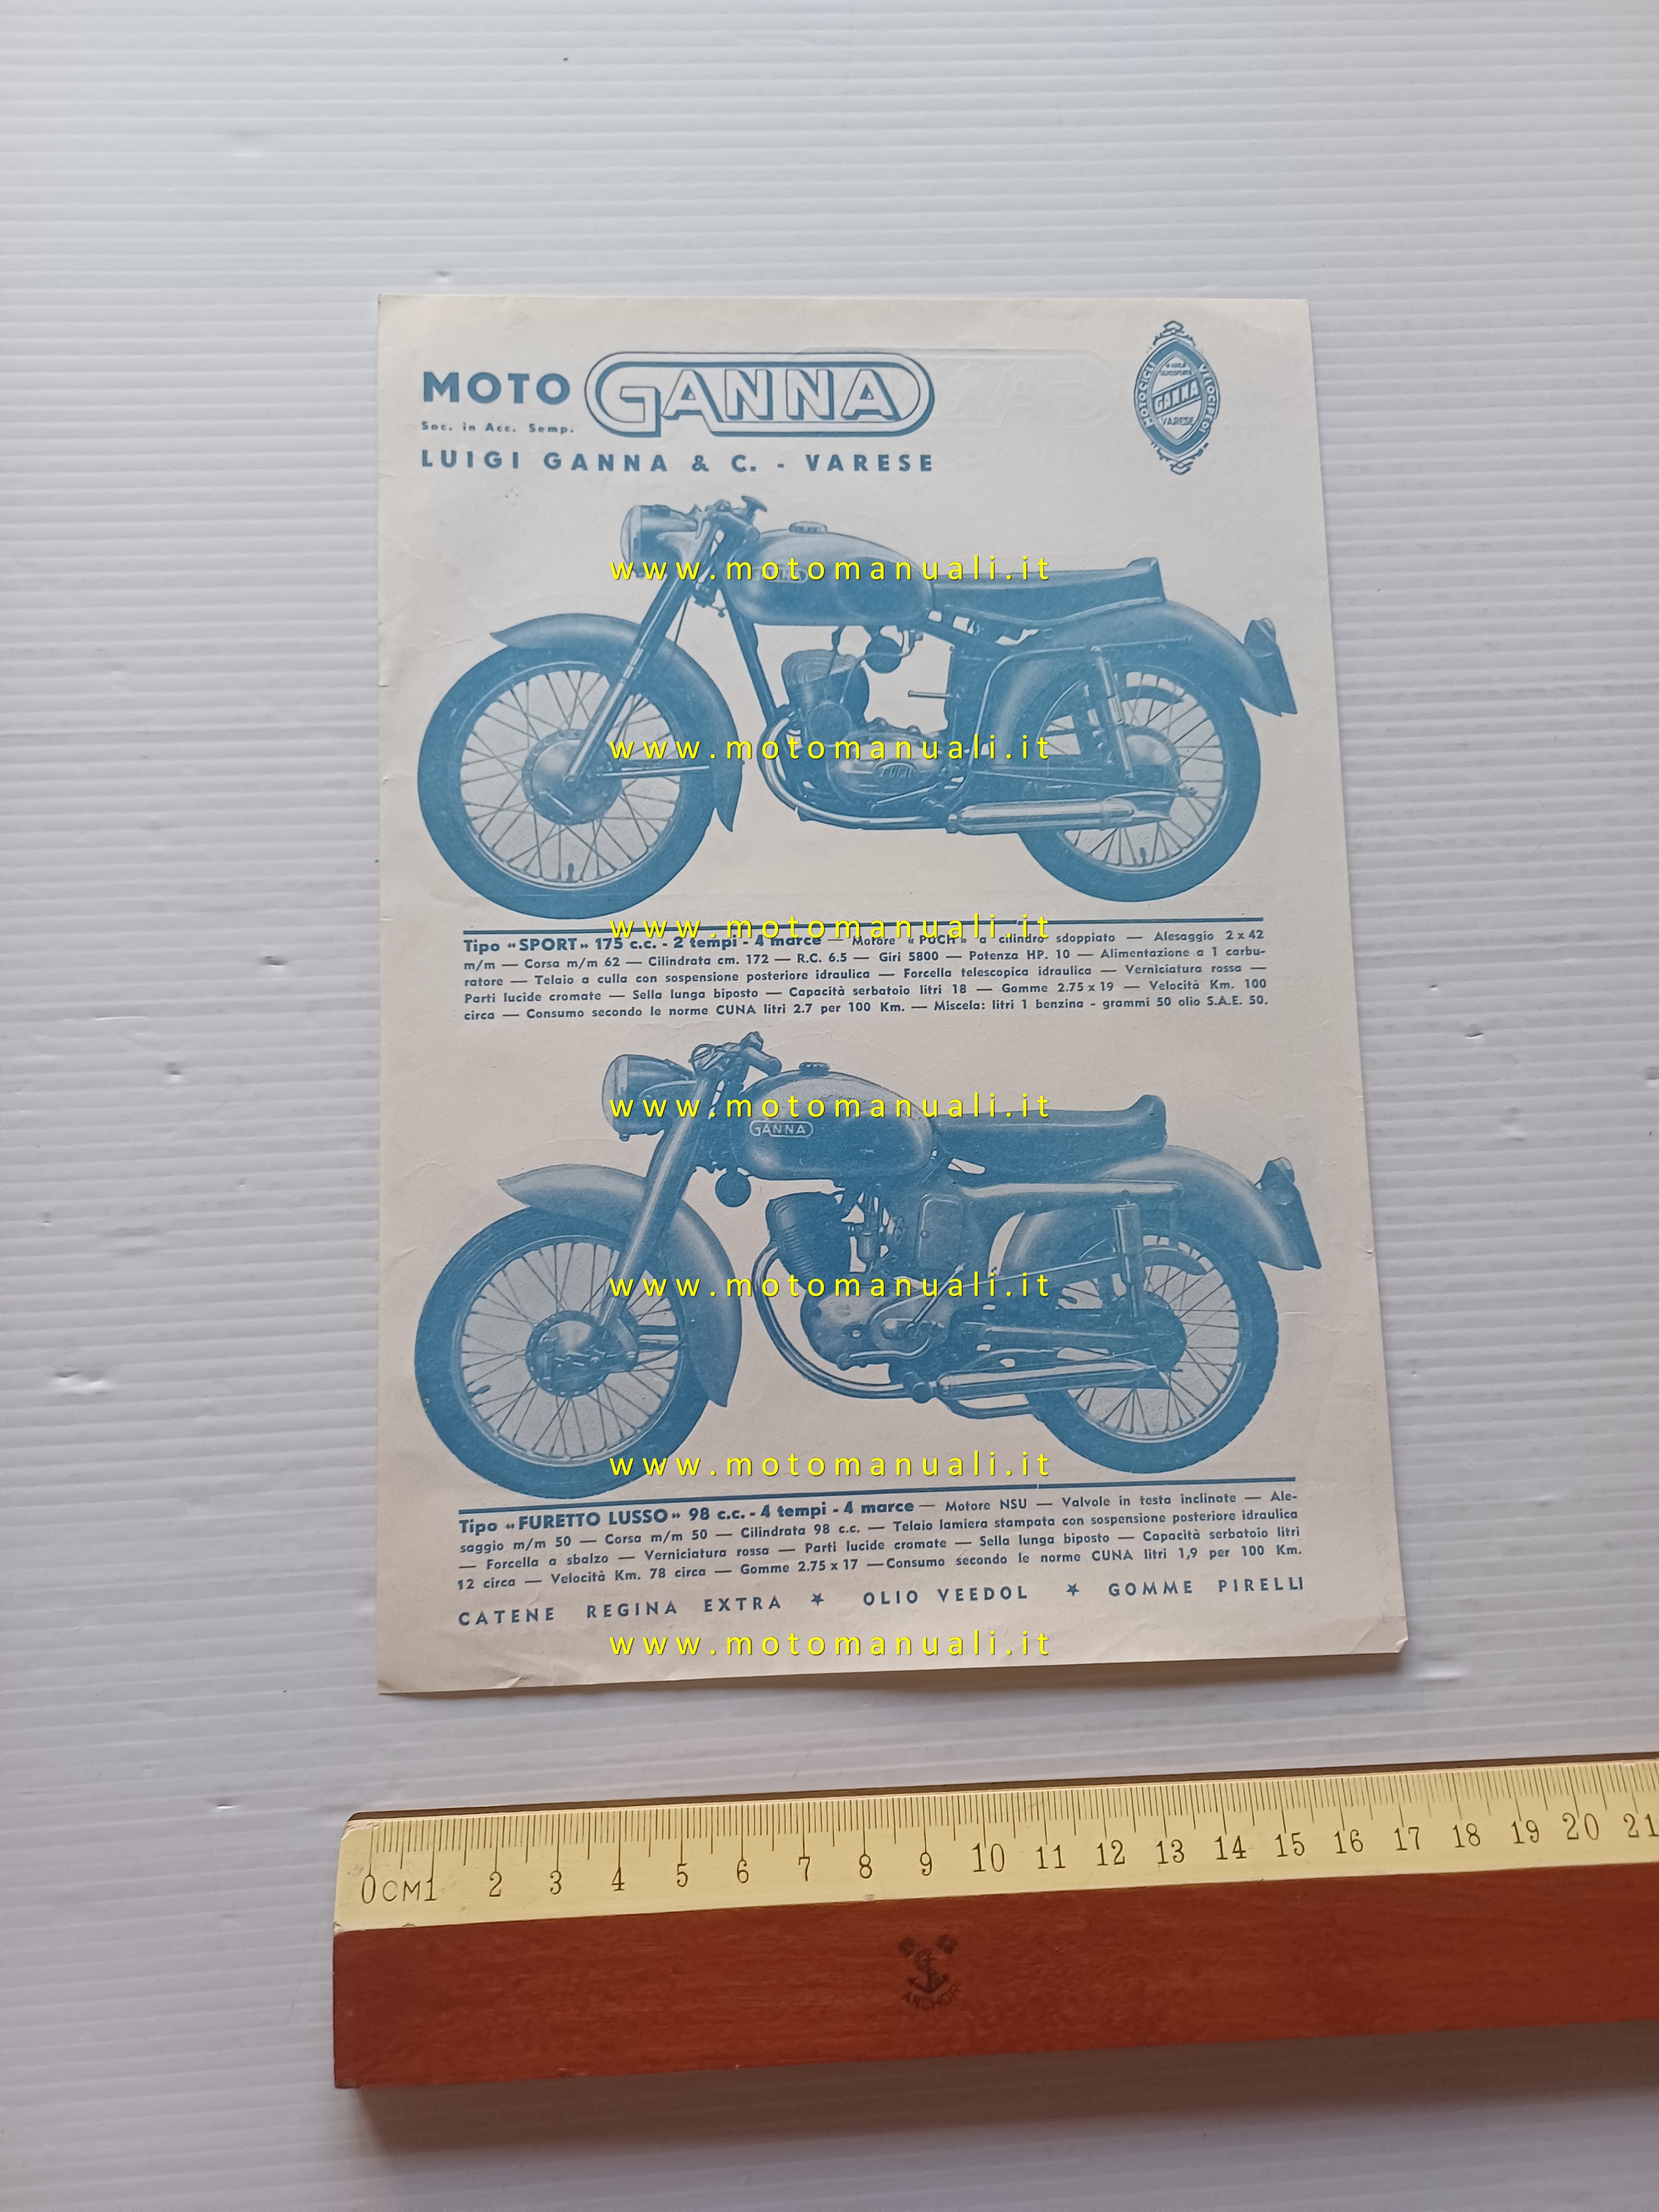 MOTO GANNA
Soc. in Acc. Semp.
LUIGI GANNA & C. - VARESE
MOTOCICLI VELOCIPEDI
GANNA
VARESE
www.motomanuali.it
www.motomanuali.it
PUCH
www.motomanuali.it
Tipo "SPORT" 175 c.c. - 2 tempi - 4 marce — Motore « PUCH » a cilindro sdoppiato — Alesaggio 2 x 42
m/m — Corsa m/m 62 — Cilindrata cm. 172 — R.C. 6.5 — Giri 5800 — Potenza HP. 10 — Alimentazione a 1 carbu-
ratore — Telaio a culla con sospensione posteriore idraulica — Forcella telescopica idraulica — Verniciatura rossa —
Parti lucide cromate — Sella lunga biposto — Capacità serbatoio litri 18 — Gomme 2.75 x 19 — Velocità Km. 100
circa — Consumo secondo le norme CUNA litri 2.7 per 100 Km. — Miscela: litri 1 benzina - grammi 50 olio S.A.E. 50.
www.motomanuali.it
GANNA
www.motomanuali.it
www.motomanuali.it
Tipo "FURETTO LUSSO" 98 c.c. - 4 tempi - 4 marce — Motore NSU — Valvole in testa inclinate — Ale-
saggio m/m 50 — Corsa m/m 50 — Cilindrata 98 c.c. — Telaio lamiera stampata con sospensione posteriore idraulica
— Forcella a sbalzo — Verniciatura rossa — Parti lucide cromate — Sella lunga biposto — Capacità serbatoio litri
12 circa — Velocità Km. 78 circa — Gomme 2.75 x 17 — Consumo secondo le norme CUNA litri 1,9 per 100 Km.
CATENE REGINA EXTRA ★ OLIO VEEDOL ★ GOMME PIRELLI
www.motomanuali.it
0CM1 2 3 4 5 6 7 8 9 10 11 12 13 14 15 16 17 18 19 20 21
ANCHOR